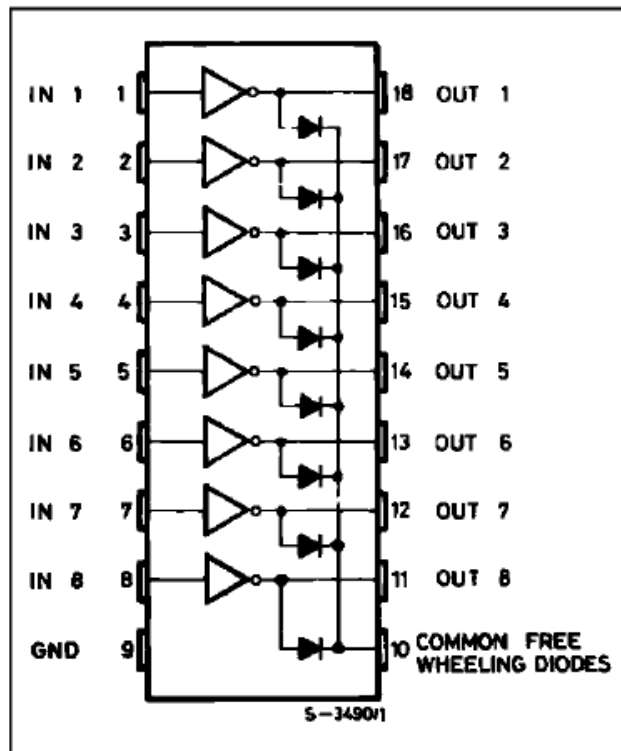 IN 1 1 18 OUT 1
IN 2 2 17 OUT 2
IN 3 3 16 OUT 3
IN 4 4 15 OUT 4
IN 5 5 14 OUT 5
IN 6 6 13 OUT 6
IN 7 7 12 OUT 7
IN 8 8 11 OUT 8
GND 9 10 COMMON FREE
WHEELING DIODES
S-3490/1